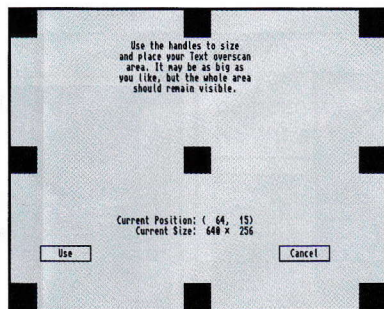 Use the handles to size
and place your Text overscan
area. It may be as big as
you like, but the whole area
should remain visible.
Current Position: ( 64, 15)
Current Size: 640 × 256
Use
Cancel